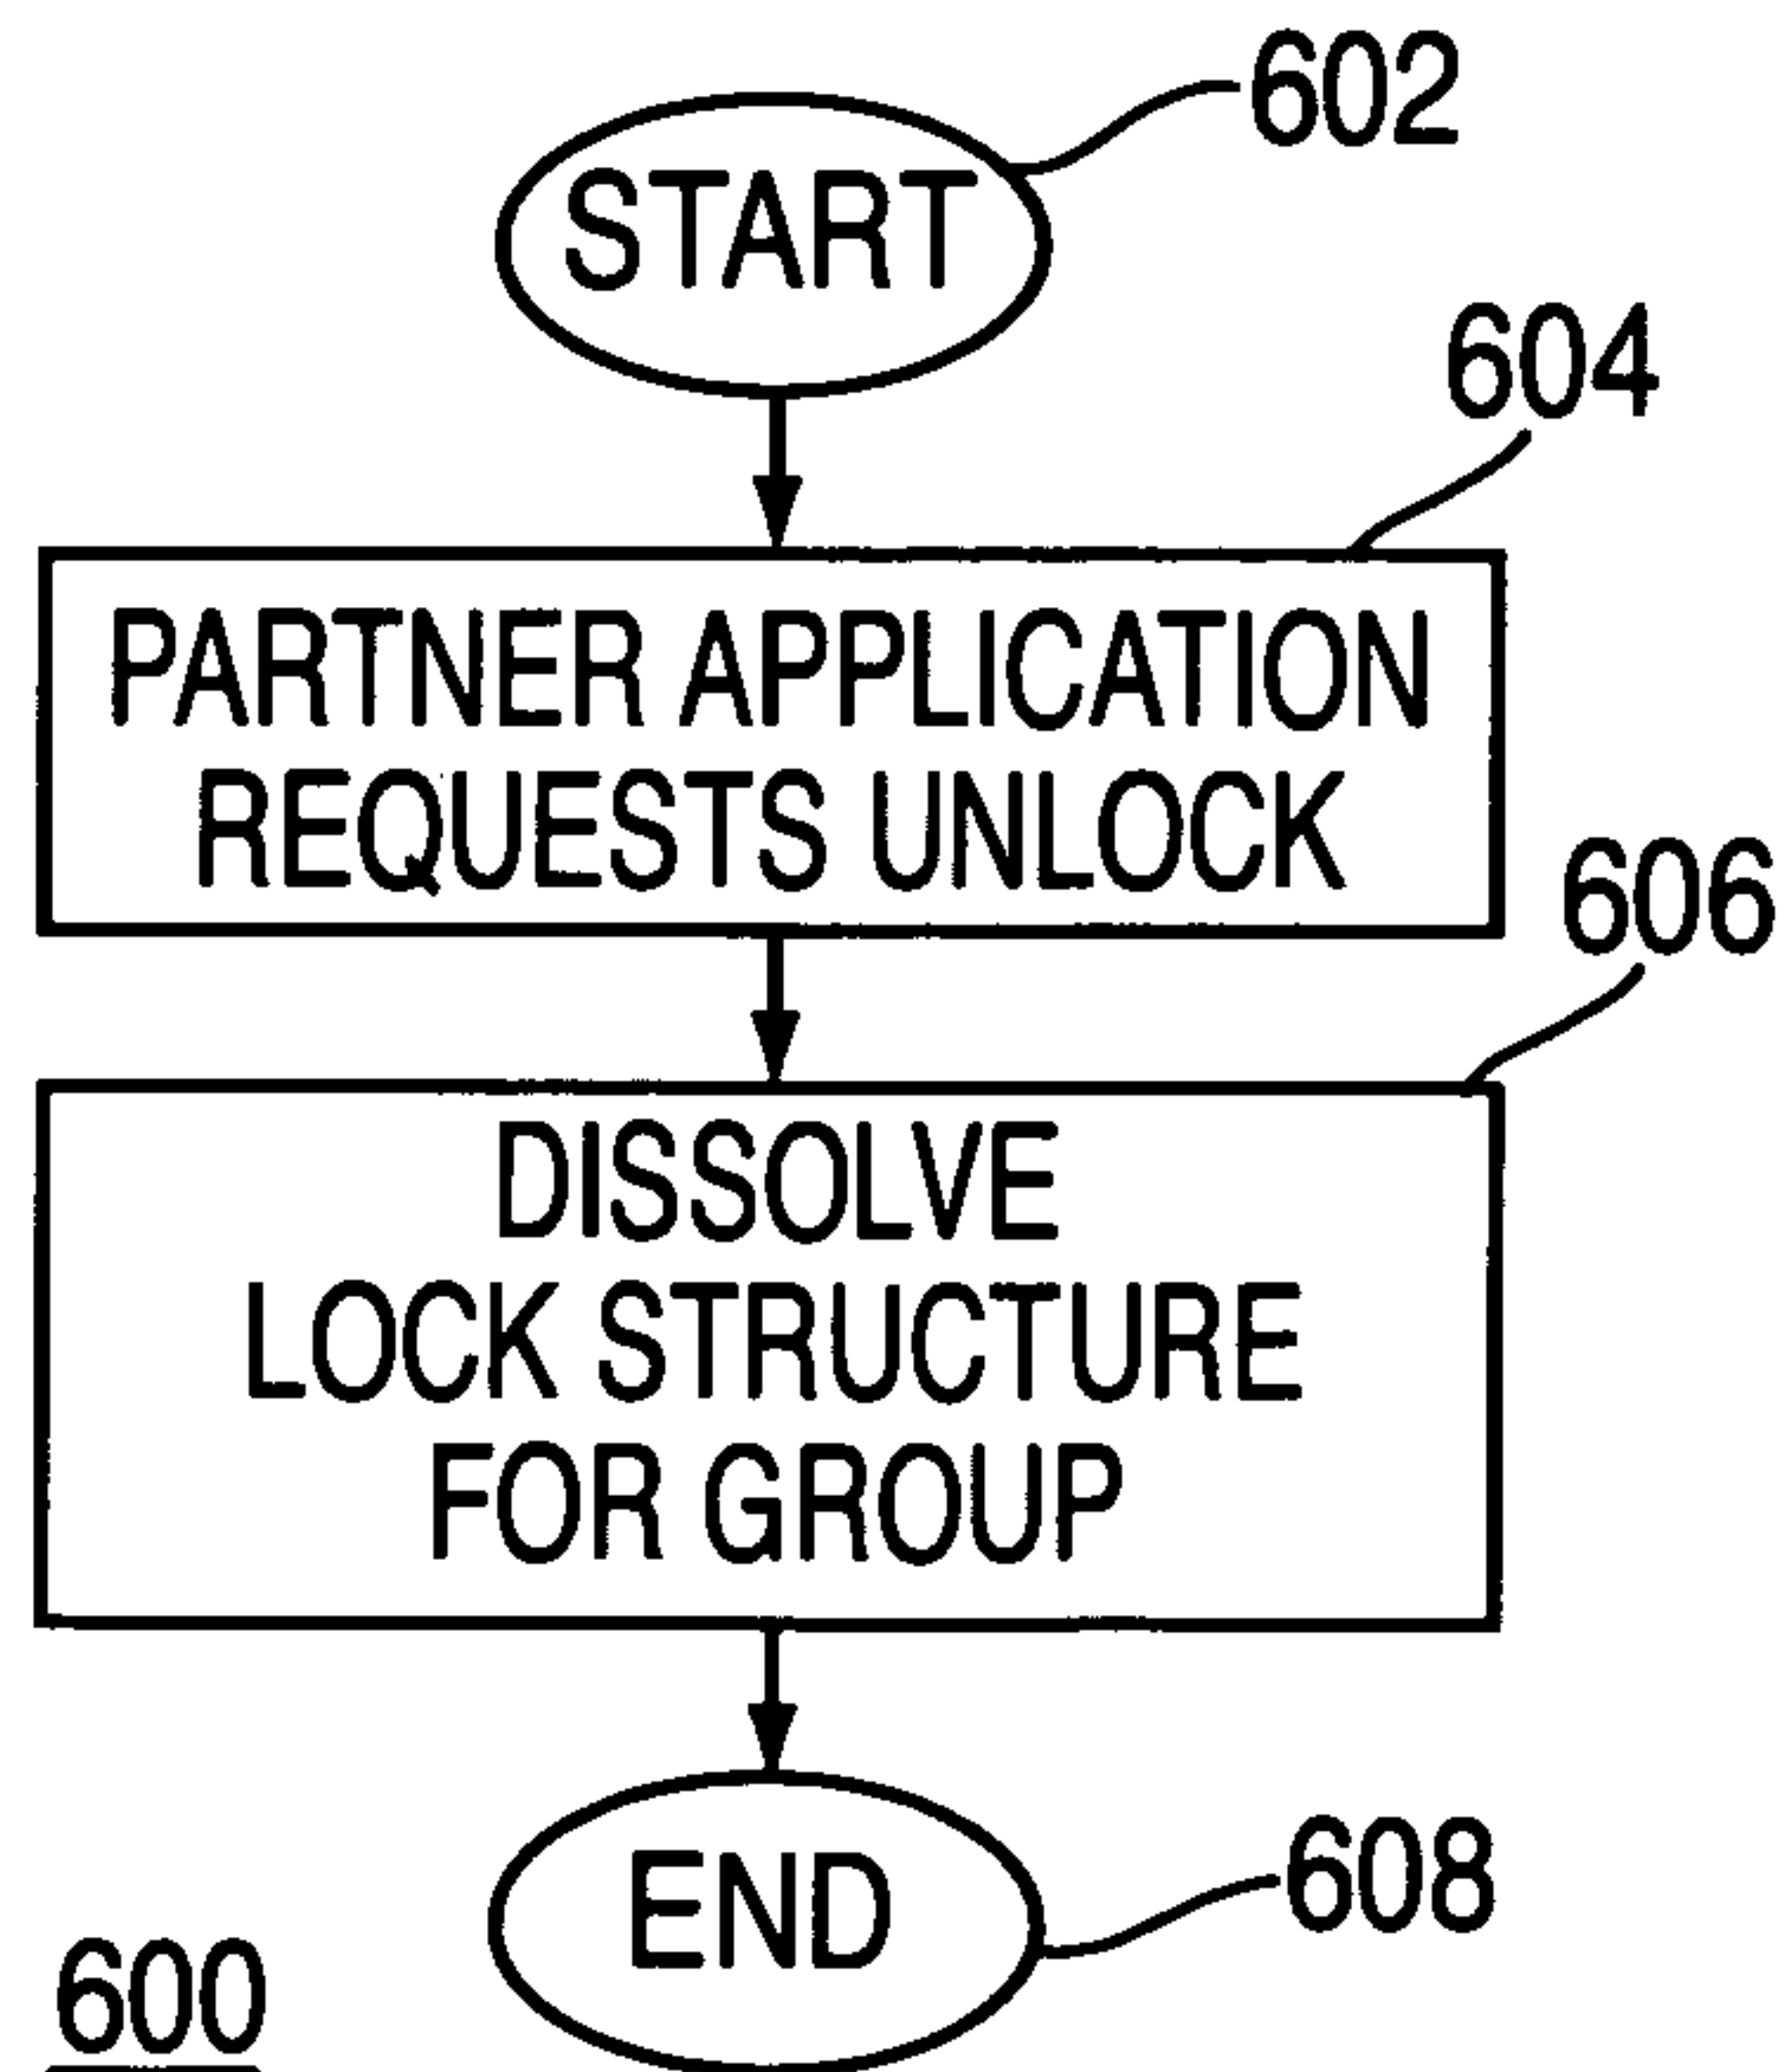 602
START
604
PARTNER APPLICATION
REQUESTS UNLOCK
606
DISSOLVE
LOCK STRUCTURE
FOR GROUP
END
608
600